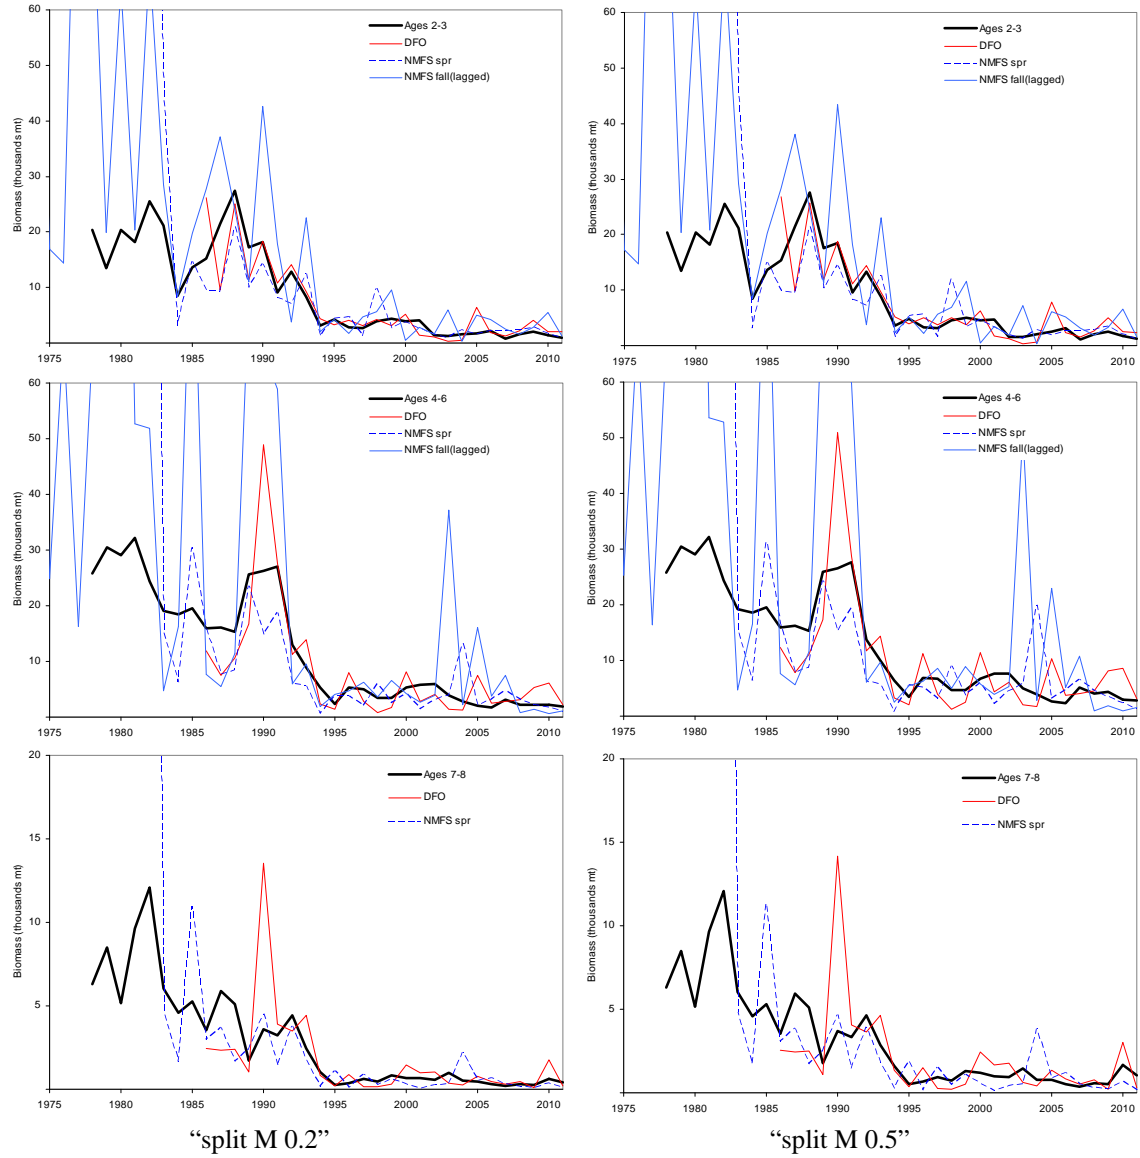 60
50
40
30
20
10
Biomass (thousands mt)
Ages 2-3
DFO
NMFS spr
NMFS fall(lagged)
1975 1980 1985 1990 1995 2000 2005 2010
60
50
40
30
20
10
Biomass (thousands mt)
Ages 2-3
DFO
NMFS spr
NMFS fall(lagged)
1975 1980 1985 1990 1995 2000 2005 2010
60
50
40
30
20
10
Biomass (thousands mt)
Ages 4-6
DFO
NMFS spr
NMFS fall(lagged)
1975 1980 1985 1990 1995 2000 2005 2010
60
50
40
30
20
10
Biomass (thousands mt)
Ages 4-6
DFO
NMFS spr
NMFS fall(lagged)
1975 1980 1985 1990 1995 2000 2005 2010
20
15
10
5
Biomass (thousands mt)
Ages 7-8
DFO
NMFS spr
1975 1980 1985 1990 1995 2000 2005 2010
20
15
10
5
Biomass (thousands mt)
Ages 7-8
DFO
NMFS spr
1975 1980 1985 1990 1995 2000 2005 2010
“split M 0.2”
“split M 0.5”